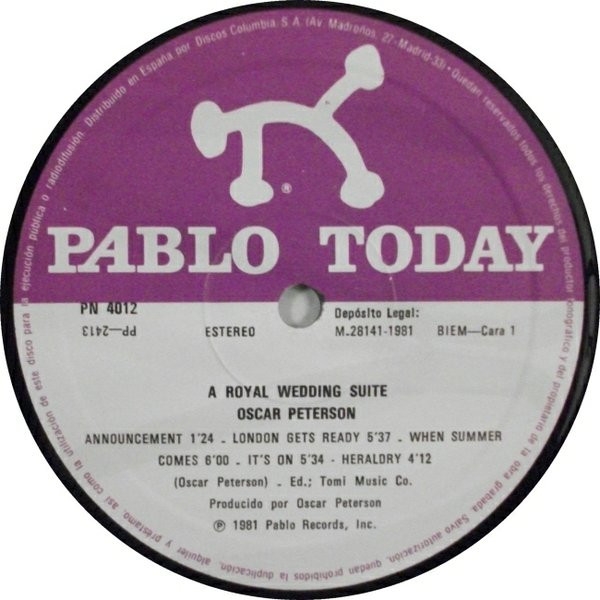 como la utilización de este disco para la ejecución pública o radiodifusión. Distribuido en España por Discos Columbia, S. A. (Av. Madroños, 27-Madrid-33) • Quedan reservados todos los derechos del productor fonográfico y del propietario de la obra grabada. Salvo autorización, quedan prohibidos la duplicación, alquiler y préstamo, así
®
PABLO TODAY
PN 4012
PP—2413
ESTEREO
Depósito Legal:
M.28141-1981 BIEM—Cara 1
A ROYAL WEDDING SUITE
OSCAR PETERSON
ANNOUNCEMENT 1'24 - LONDON GETS READY 5'37 - WHEN SUMMER
COMES 6'00 - IT'S ON 5'34 - HERALDRY 4'12
(Oscar Peterson) - Ed.; Tomi Music Co.
Producido por Oscar Peterson
℗ 1981 Pablo Records, Inc.